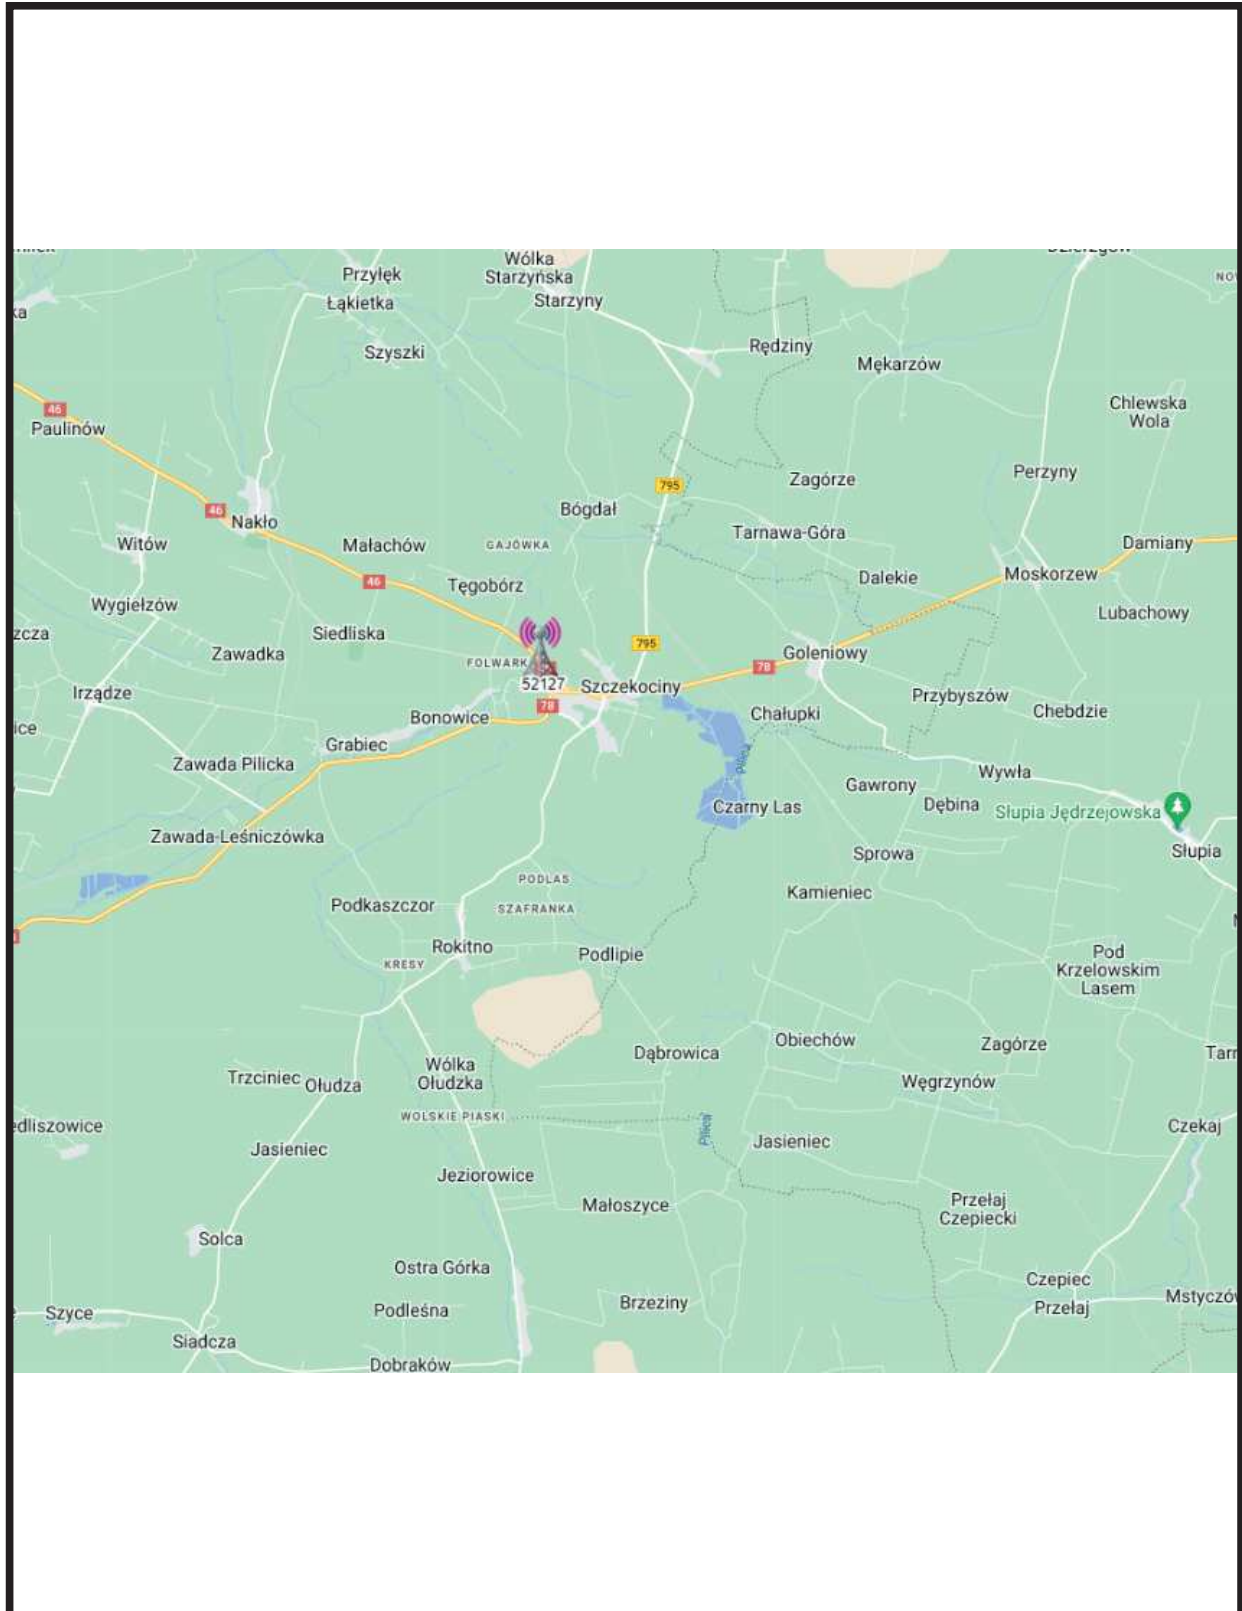 Wólka
Starzyńska
Przyłęk
Łąkietka
Starzyny
Szyszki
Rędziny
Mękarzów
46
Paulinów
Chlewska
Wola
795
Zagórze
Perzyny
46
Nakło
Bógdał
Tarnawa-Góra
Witów
Małachów
GAJÓWKA
Damiany
46
Tęgobórz
Dalekie
Moskorzew
Wygiełzów
Lubachowy
Siedliska
795
Zawadka
FOLWARK
78
Goleniowy
52127
Szczekociny
Irządze
Przybyszów
78
Bonowice
Chałupki
Chebdzie
Grabiec
Zawada Pilicka
Pilica
Wywła
Gawrony
Czarny Las
Dębina
Słupia Jędrzejowska
Zawada-Leśniczówka
Sprowa
Słupia
PODLAS
Kamieniec
Podkaszczor
SZAFRANKA
Rokitno
Podlipie
KRESY
Pod
Krzelowskim
Lasem
Obiechów
Zagórze
Dąbrowica
Wólka
Ołudzka
Trzciniec
Ołudza
Węgrzynów
WOLSKIE PIASKI
Pilica
Czekaj
edliszowice
Jasieniec
Jasieniec
Jeziorowice
Małoszyce
Przełaj
Czepiecki
Solca
Ostra Górka
Czepiec
Brzeziny
Przełaj
Mstyczów
Szyce
Podleśna
Siadcza
Dobraków